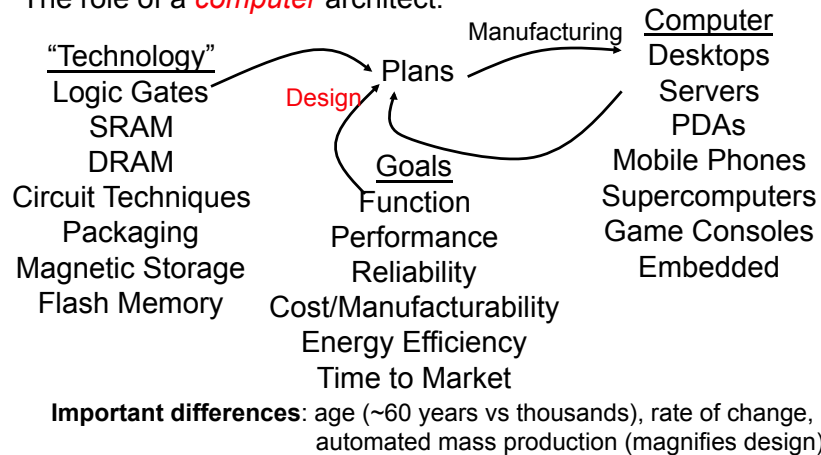 The role of a computer architect:
"Technology"
Logic Gates
SRAM
DRAM
Circuit Techniques
Packaging
Magnetic Storage
Flash Memory
Design
Plans
Goals
Function
Performance
Reliability
Cost/Manufacturability
Energy Efficiency
Time to Market
Manufacturing
Computer
Desktops
Servers
PDAs
Mobile Phones
Supercomputers
Game Consoles
Embedded
Important differences: age (~60 years vs thousands), rate of change,
automated mass production (magnifies design)